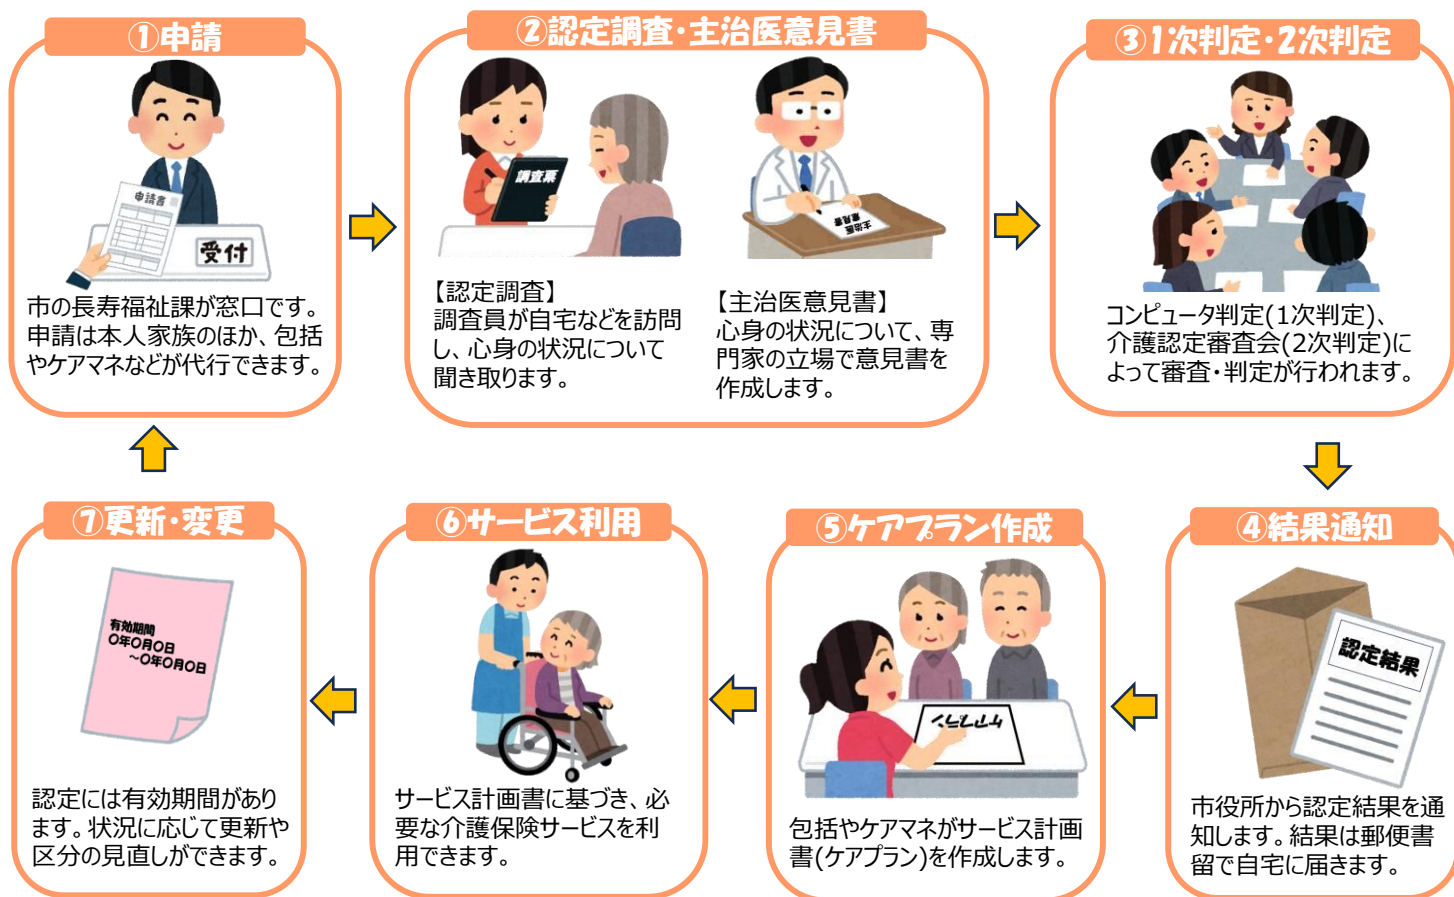 ①申請
申請書
受付
市の長寿福祉課が窓口です。
申請は本人家族のほか、包括
やケアマネなどが代行できます。
②認定調査・主治医意見書
調査票
主治医
意見書
【認定調査】
調査員が自宅などを訪問
し、心身の状況について
聞き取ります。
【主治医意見書】
心身の状況について、専
門家の立場で意見書を
作成します。
③1次判定・2次判定
コンピュータ判定(1次判定)、
介護認定審査会(2次判定)に
よって審査・判定が行われます。
④結果通知
認定結果
市役所から認定結果を通
知します。結果は郵便書
留で自宅に届きます。
⑤ケアプラン作成
ケアプラン
包括やケアマネがサービス計画
書(ケアプラン)を作成します。
⑥サービス利用
サービス計画書に基づき、必
要な介護保険サービスを利
用できます。
⑦更新・変更
有効期間
〇年〇月〇日
～〇年〇月〇日
認定には有効期間があり
ます。状況に応じて更新や
区分の見直しができます。